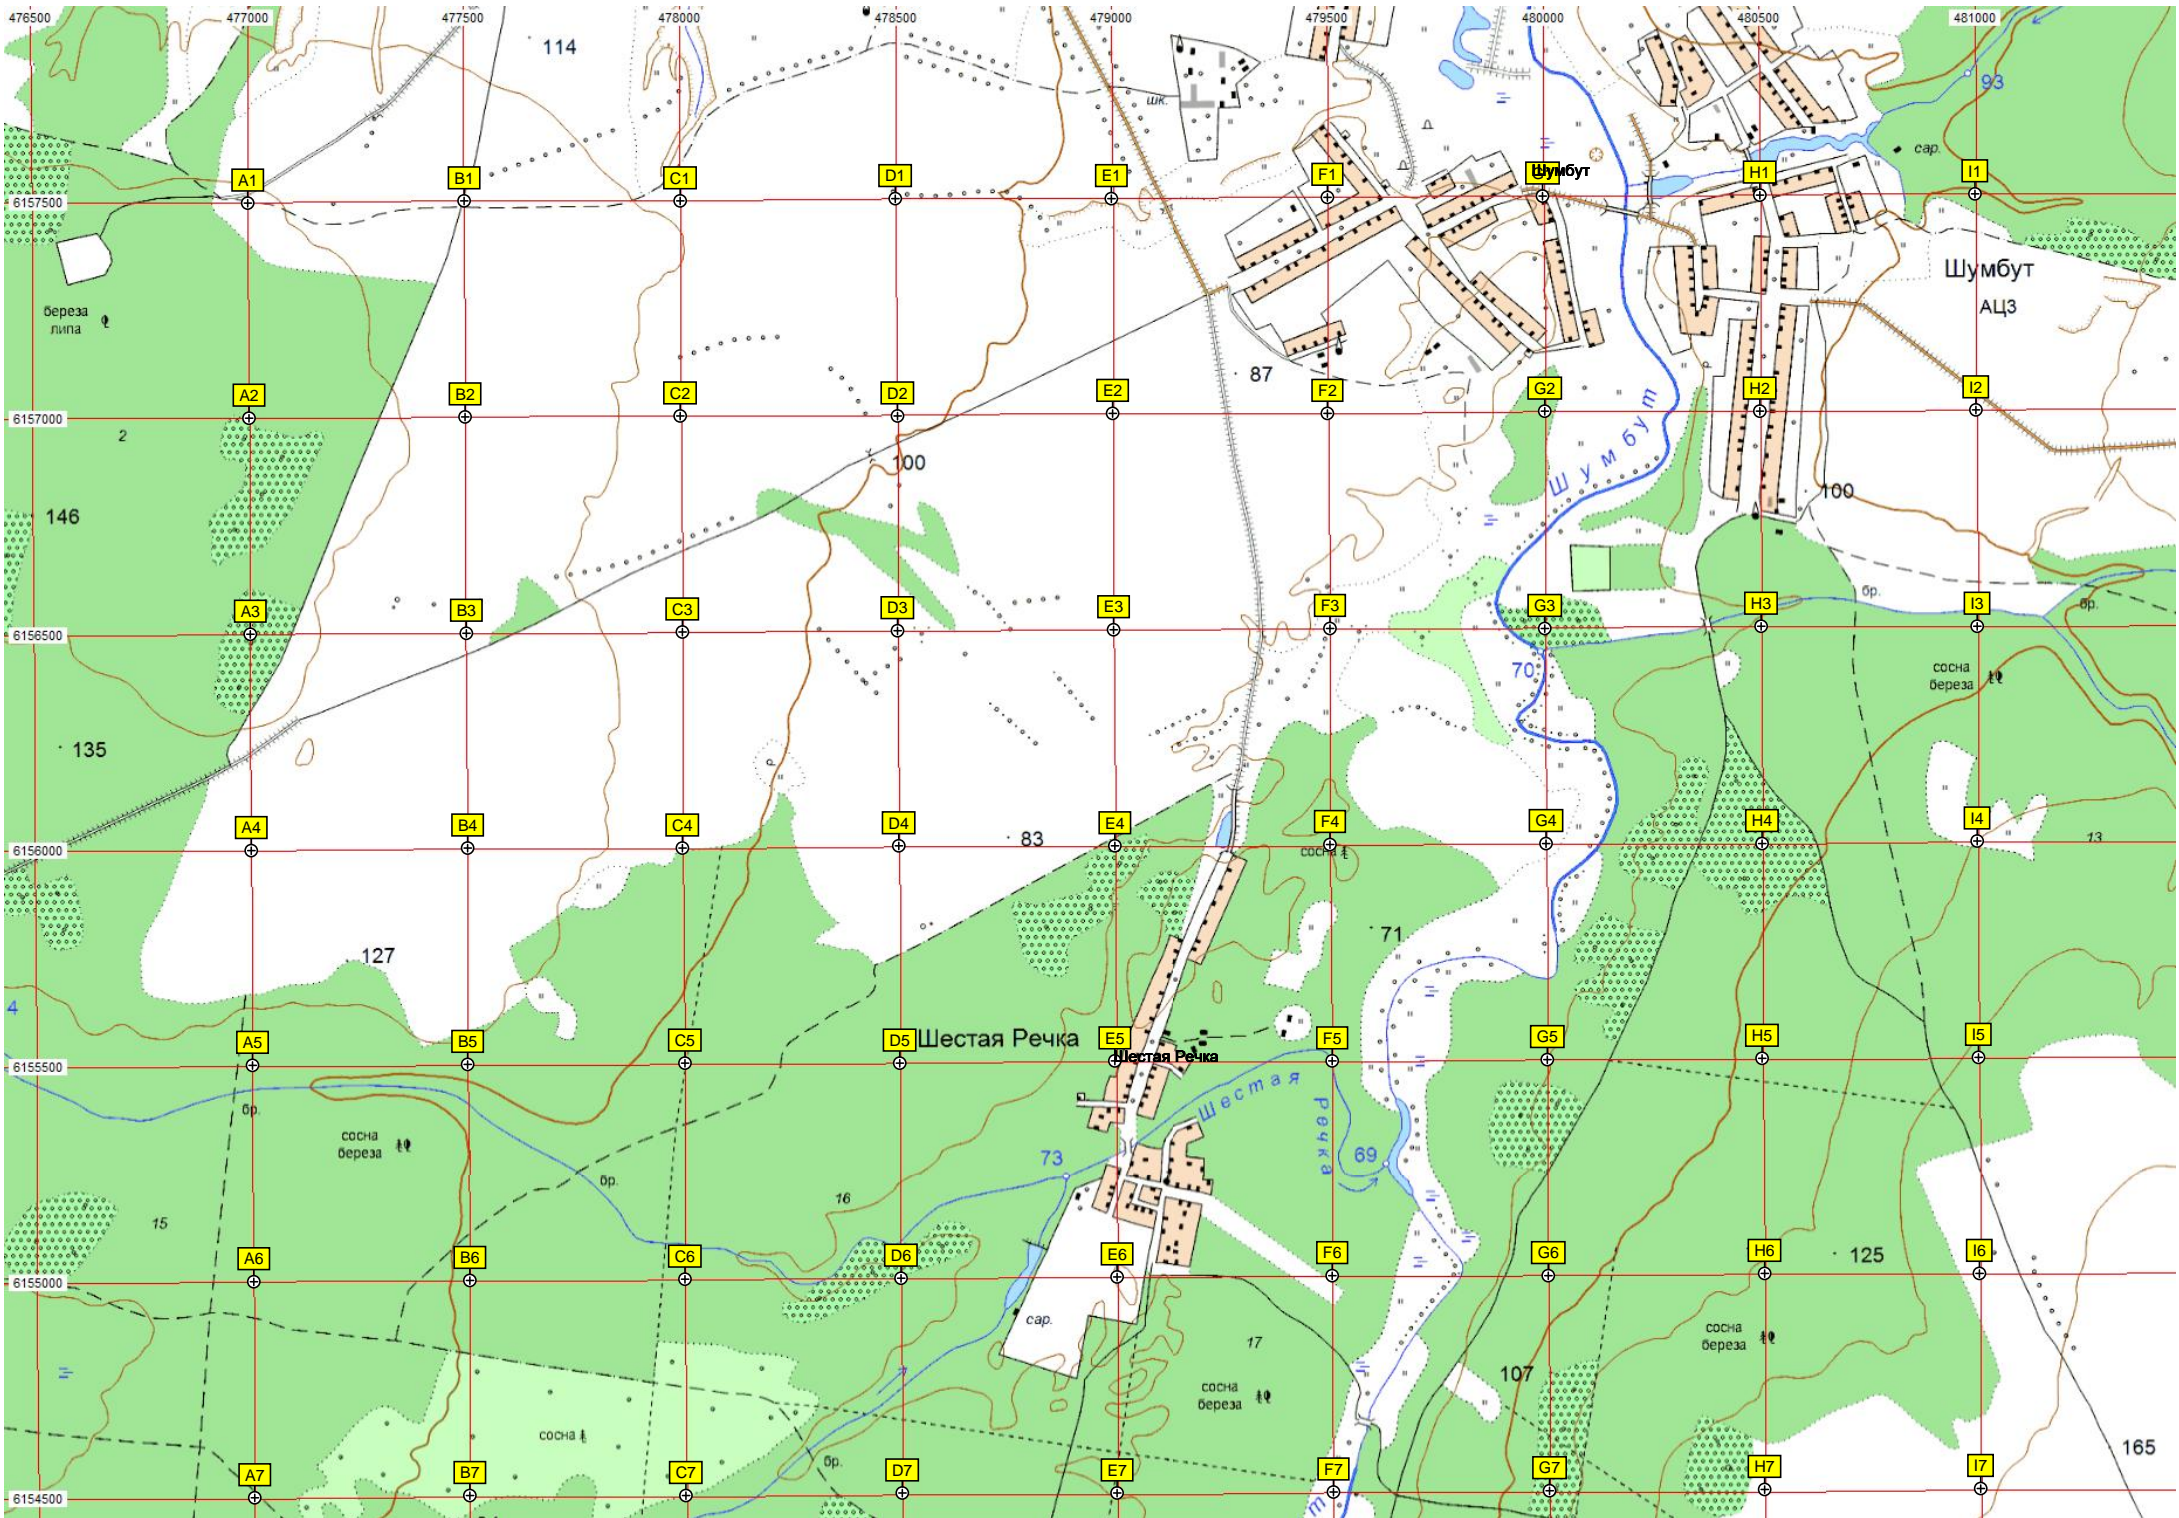 476500 477000 477500 478000 478500 479000 479500 480000 480500 481000
114
93
шк.
сар.
A1 B1 C1 D1 E1 F1 Шумбут H1 I1
6157500
Шумбут
АЦЗ
береза
липа
87
A2 B2 C2 D2 E2 F2 G2 H2 I2
6157000
2
100
Шумбут
100
146
бр.
A3 B3 C3 D3 E3 F3 G3 H3 I3
бр.
6156500
70
сосна
береза
135
A4 B4 C4 D4 E4 F4 G4 H4 I4
83
13
6156000
сосна
71
127
4
A5 B5 C5 D5 Шестая Речка E5 F5 G5 H5 I5
Шестая Речка
6155500
Шестая Речка
бр.
сосна
береза
73
69
бр.
16
15
A6 B6 C6 D6 E6 F6 G6 H6 I6
125
6155000
сар.
17
сосна
береза
107
сосна
береза
сосна
165
бр.
A7 B7 C7 D7 E7 F7 G7 H7 I7
6154500
т